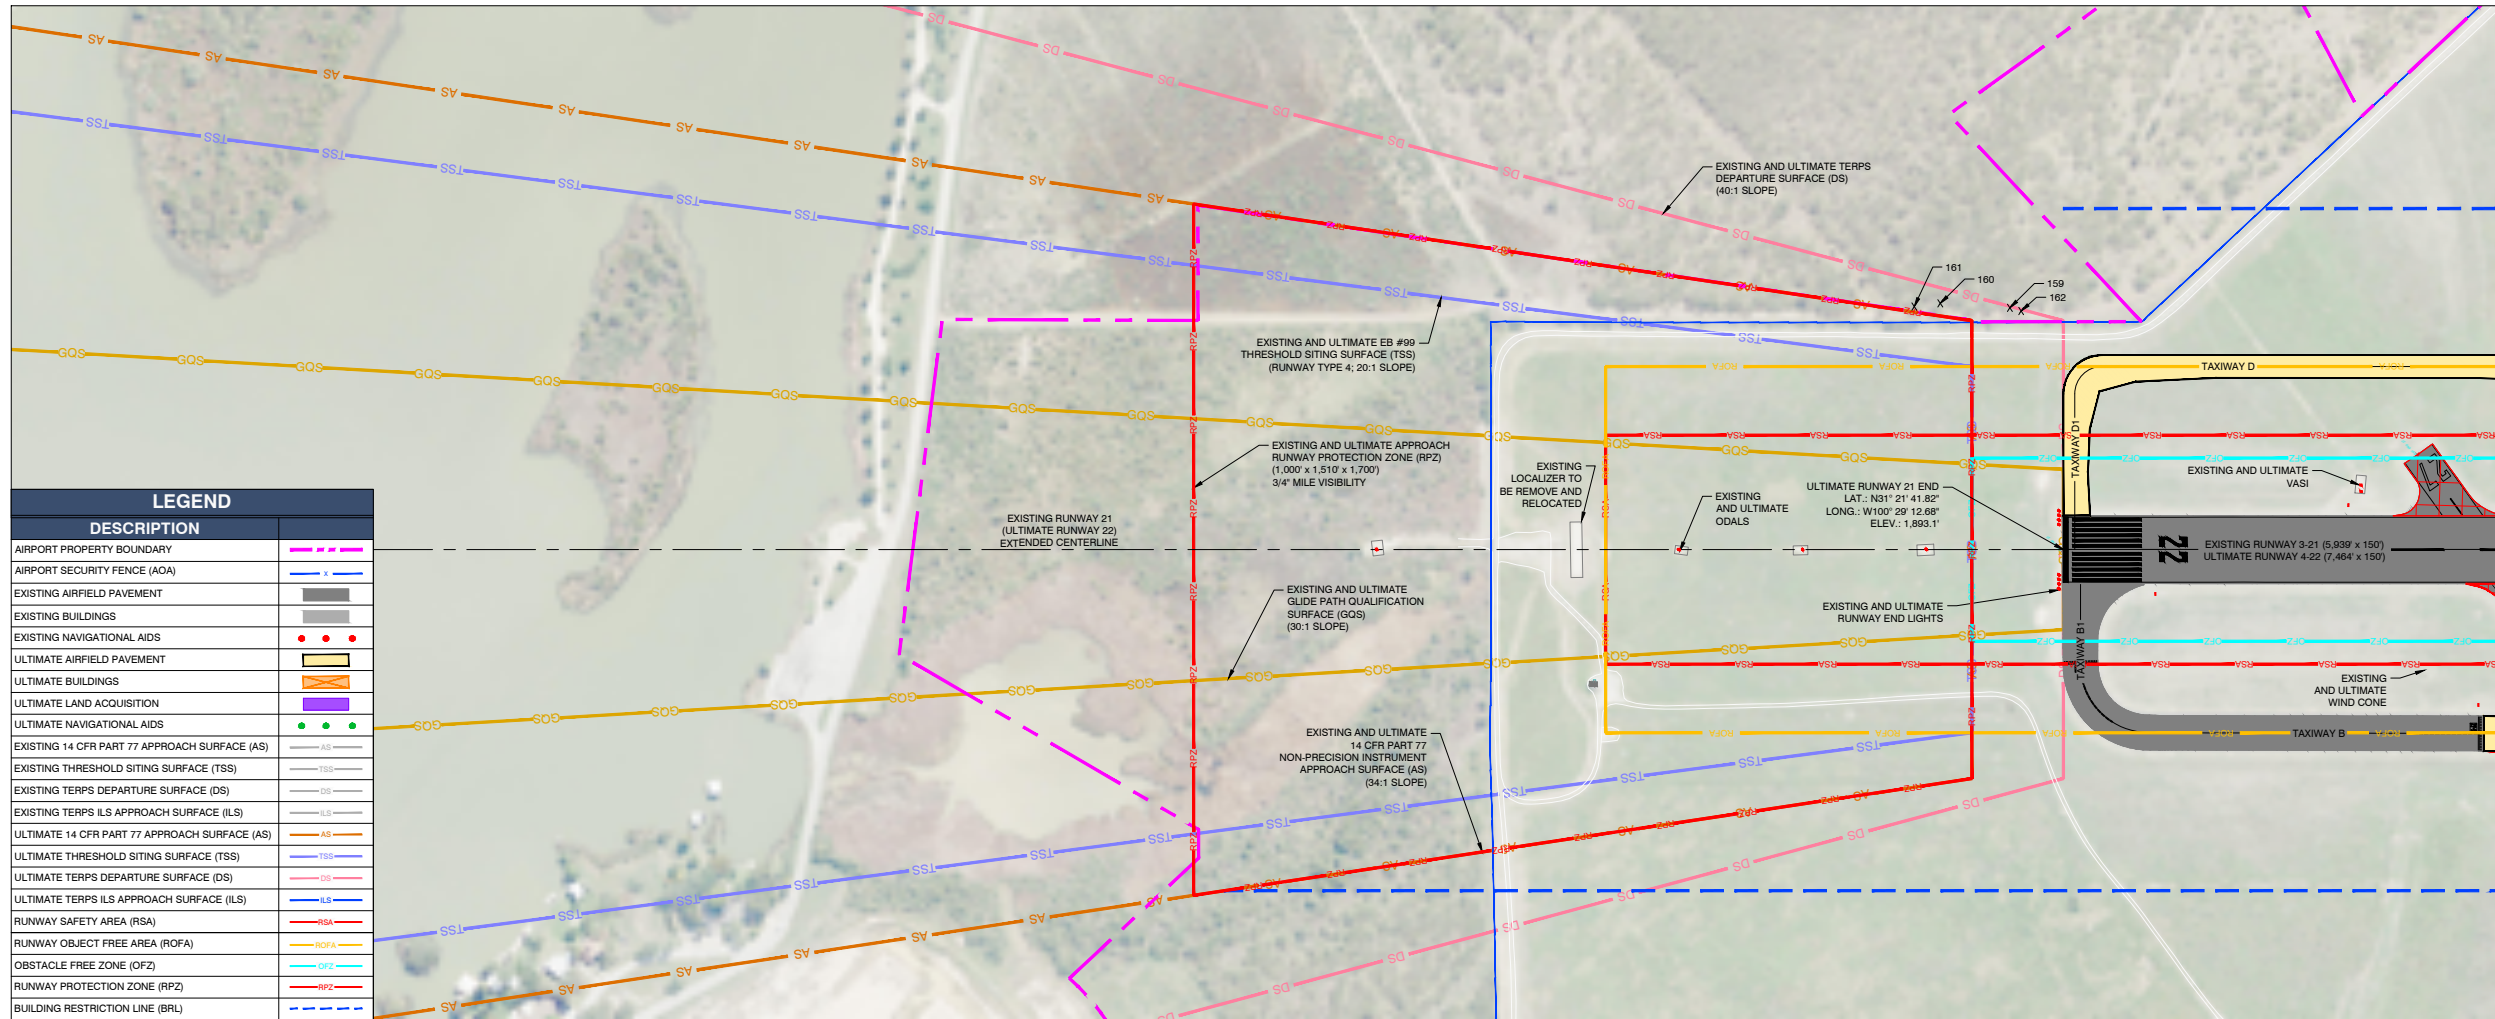 EXISTING AND ULTIMATE TERPS
DEPARTURE SURFACE (DS)
(40:1 SLOPE)
161
160
159
162
EXISTING AND ULTIMATE EB #99
THRESHOLD SITING SURFACE (TSS)
(RUNWAY TYPE 4; 20:1 SLOPE)
TAXIWAY D
TAXIWAY D1
EXISTING AND ULTIMATE APPROACH
RUNWAY PROTECTION ZONE (RPZ)
(1,000' x 1,510' x 1,700')
3/4" MILE VISIBILITY
EXISTING
LOCALIZER TO
BE REMOVE AND
RELOCATED
EXISTING
AND ULTIMATE
ODALS
ULTIMATE RUNWAY 21 END
LAT.: N31° 21' 41.82"
LONG.: W100° 29' 12.68"
ELEV.: 1,893.1'
EXISTING AND ULTIMATE
VASI
EXISTING RUNWAY 21
(ULTIMATE RUNWAY 22)
EXTENDED CENTERLINE
22
EXISTING RUNWAY 3-21 (5,939' x 150')
ULTIMATE RUNWAY 4-22 (7,464' x 150')
EXISTING AND ULTIMATE
GLIDE PATH QUALIFICATION
SURFACE (GQS)
(30:1 SLOPE)
EXISTING AND ULTIMATE
RUNWAY END LIGHTS
TAXIWAY B1
EXISTING
AND ULTIMATE
WIND CONE
EXISTING AND ULTIMATE
14 CFR PART 77
NON-PRECISION INSTRUMENT
APPROACH SURFACE (AS)
(34:1 SLOPE)
TAXIWAY B
LEGEND
DESCRIPTION
AIRPORT PROPERTY BOUNDARY
AIRPORT SECURITY FENCE (AOA) x
EXISTING AIRFIELD PAVEMENT
EXISTING BUILDINGS
EXISTING NAVIGATIONAL AIDS
ULTIMATE AIRFIELD PAVEMENT
ULTIMATE BUILDINGS
ULTIMATE LAND ACQUISITION
ULTIMATE NAVIGATIONAL AIDS
EXISTING 14 CFR PART 77 APPROACH SURFACE (AS) AS
EXISTING THRESHOLD SITING SURFACE (TSS) TSS
EXISTING TERPS DEPARTURE SURFACE (DS) DS
EXISTING TERPS ILS APPROACH SURFACE (ILS) ILS
ULTIMATE 14 CFR PART 77 APPROACH SURFACE (AS) AS
ULTIMATE THRESHOLD SITING SURFACE (TSS) TSS
ULTIMATE TERPS DEPARTURE SURFACE (DS) DS
ULTIMATE TERPS ILS APPROACH SURFACE (ILS) ILS
RUNWAY SAFETY AREA (RSA) RSA
RUNWAY OBJECT FREE AREA (ROFA) ROFA
OBSTACLE FREE ZONE (OFZ) OFZ
RUNWAY PROTECTION ZONE (RPZ) RPZ
BUILDING RESTRICTION LINE (BRL)